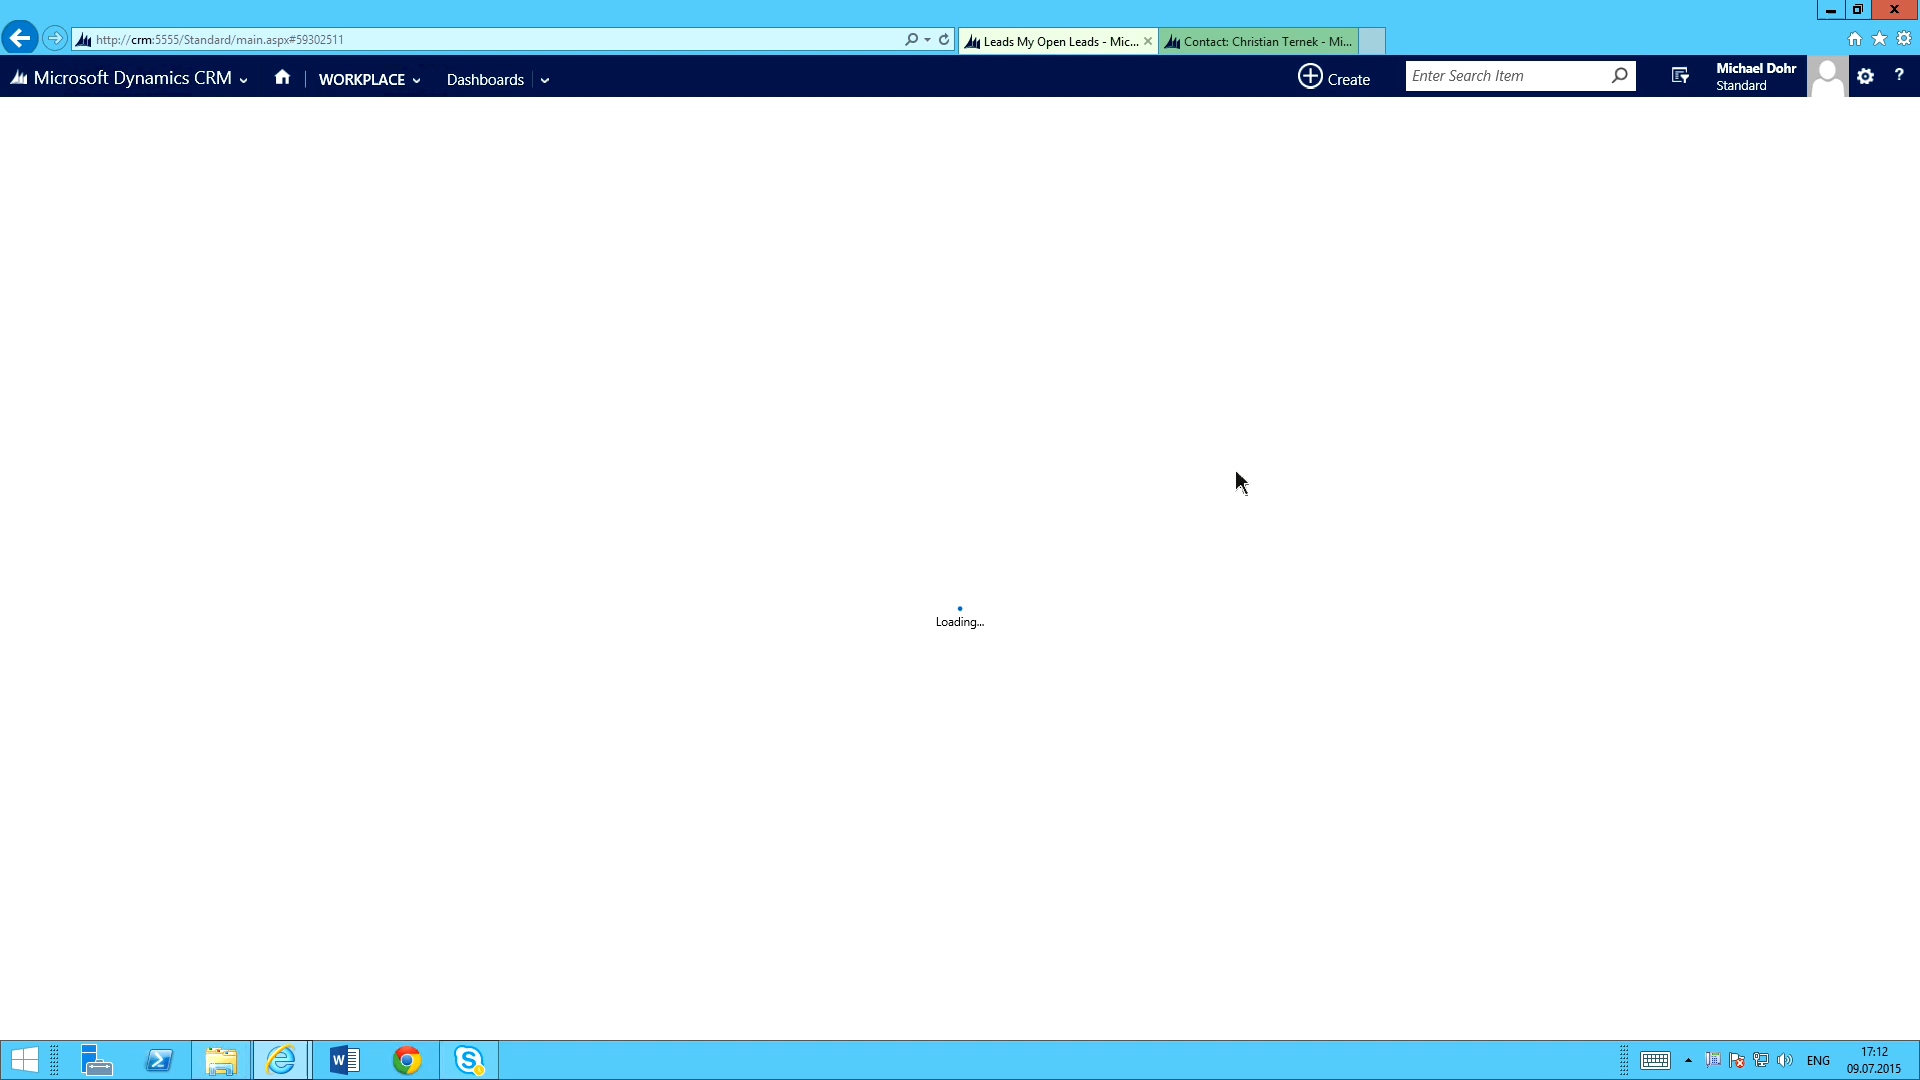 http://crm:5555/Standard/main.aspx#59302511
Leads My Open Leads - Mic...
Contact: Christian Ternek - Mi...
Microsoft Dynamics CRM
WORKPLACE
Dashboards
Create
Enter Search Item
Michael Dohr
Standard
?
Loading...
ENG
17:12
09.07.2015